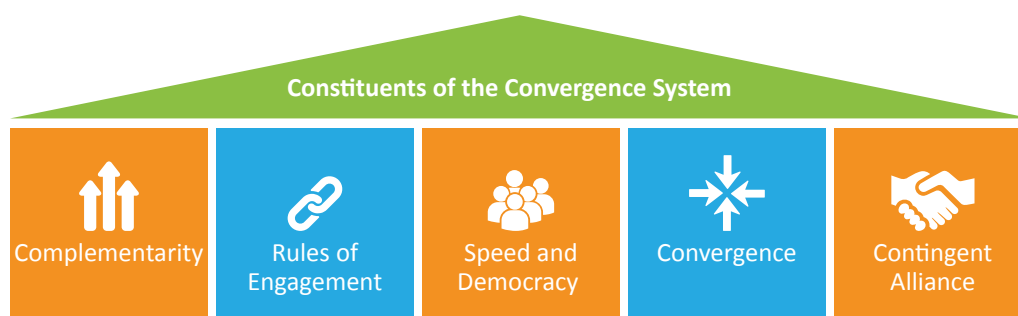 Constituents of the Convergence System
Complementarity
Rules of
Engagement
Speed and
Democracy
Convergence
Contingent
Alliance